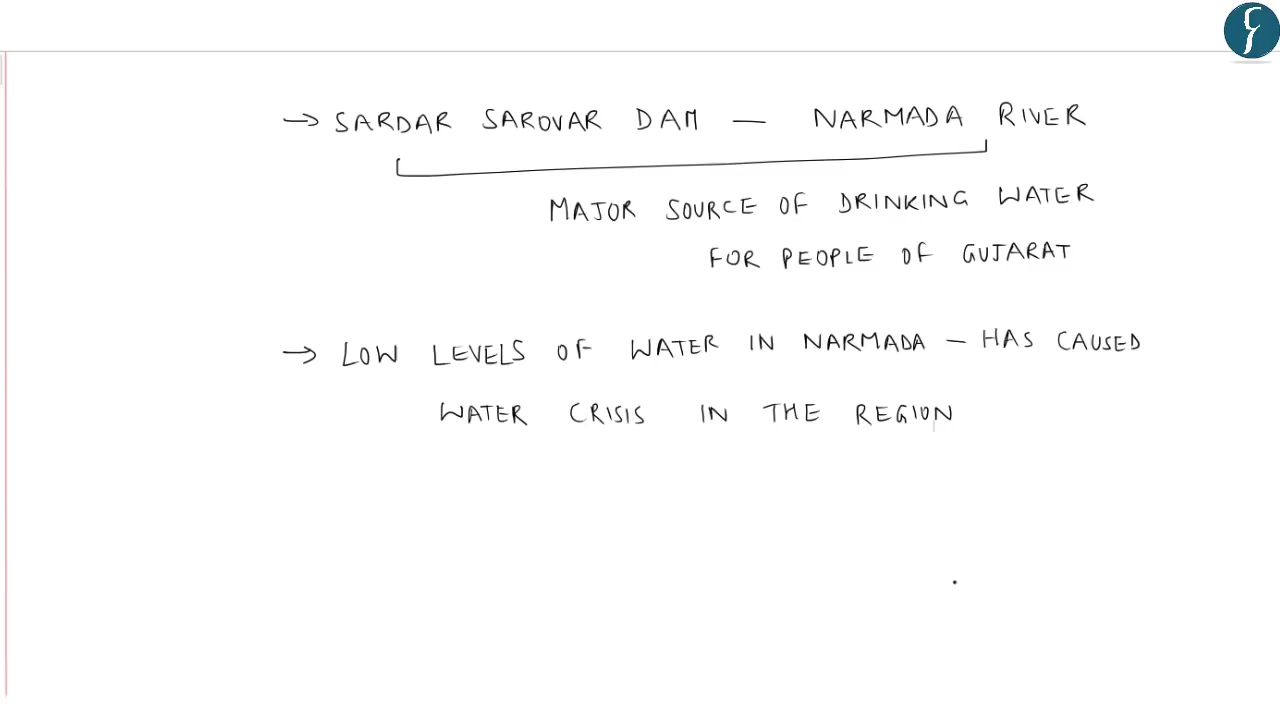 → SARDAR SAROVAR DAM — NARMADA RIVER
MAJOR SOURCE OF DRINKING WATER
FOR PEOPLE OF GUJARAT
→ LOW LEVELS OF WATER IN NARMADA — HAS CAUSED
WATER CRISIS IN THE REGION